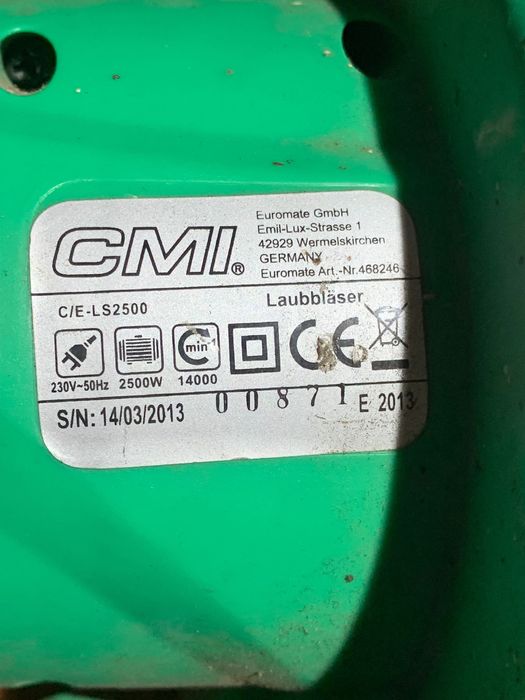 CMI®
Euromate GmbH
Emil-Lux-Strasse 1
42929 Wermelskirchen
GERMANY
Euromate Art.-Nr.468246
C/E-LS2500
Laubbläser
min-1
CE
230V~50Hz
2500W
14000
S/N: 14/03/2013 00871 E 2013